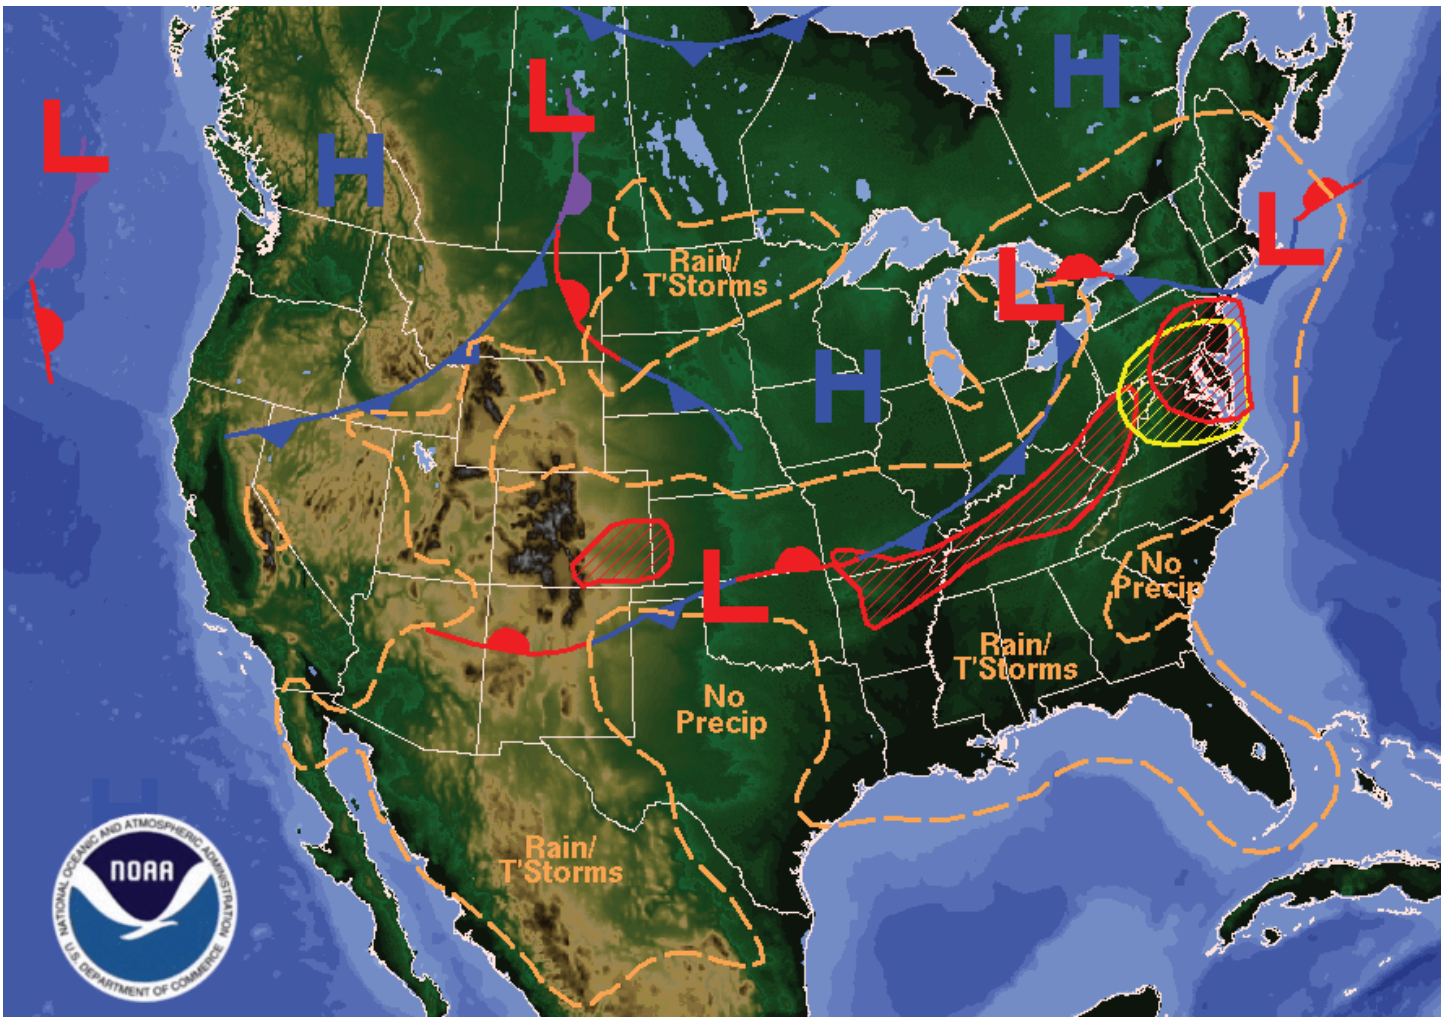 H
L
L
H
L
Rain/
T'Storms
L
H
No
Precip
L
Rain/
T'Storms
No
Precip
H
Rain/
T'Storms
NATIONAL OCEANIC AND ATMOSPHERIC ADMINISTRATION
NOAA
U.S. DEPARTMENT OF COMMERCE